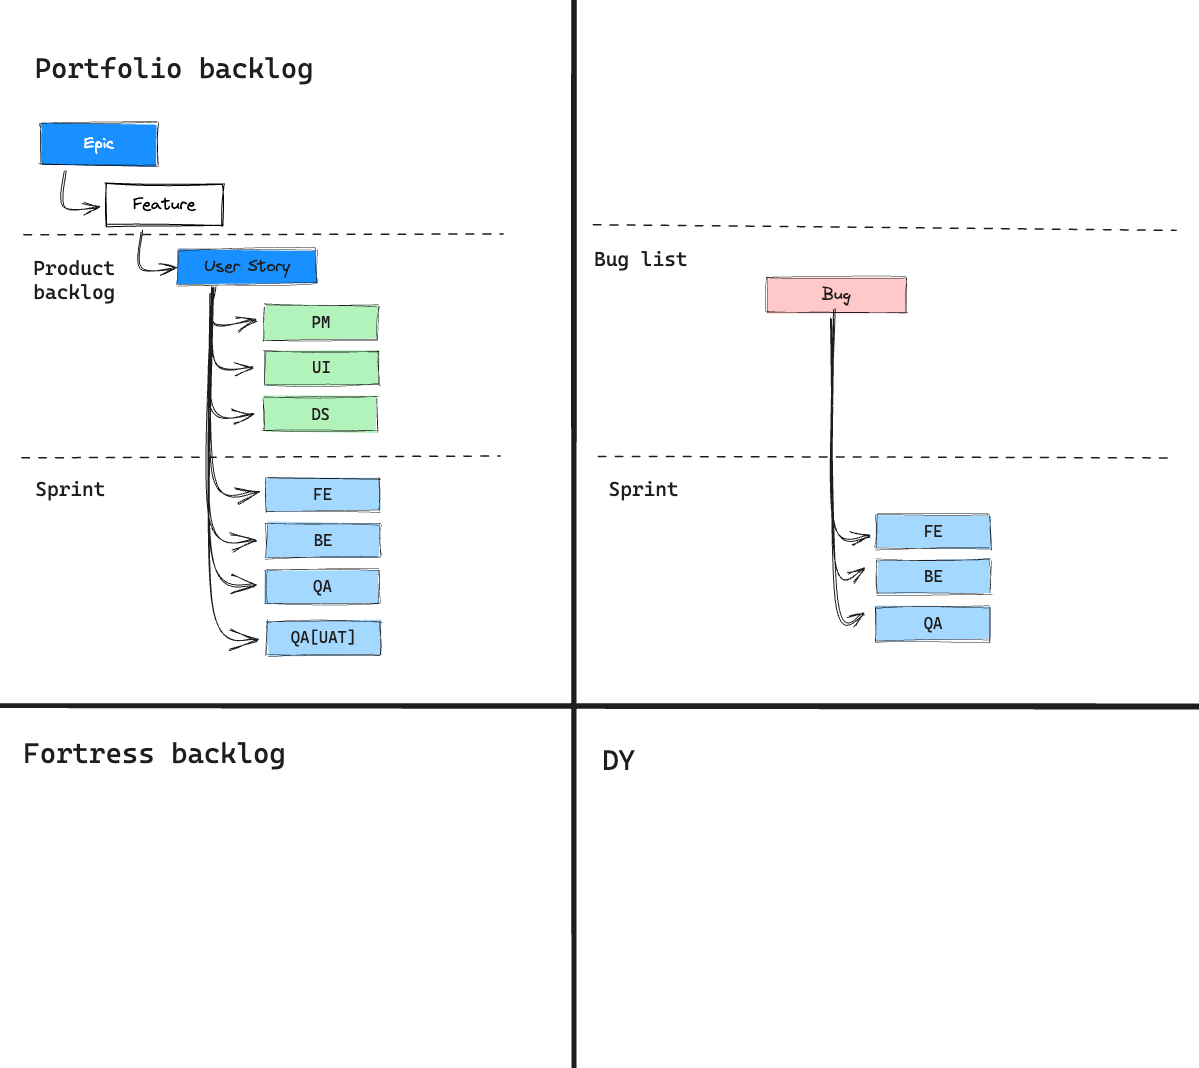 Portfolio backlog
Epic
Feature
Product
backlog
User Story
PM
UI
DS
Sprint
FE
BE
QA
QA[UAT]
Bug list
Bug
Sprint
FE
BE
QA
Fortress backlog
DY